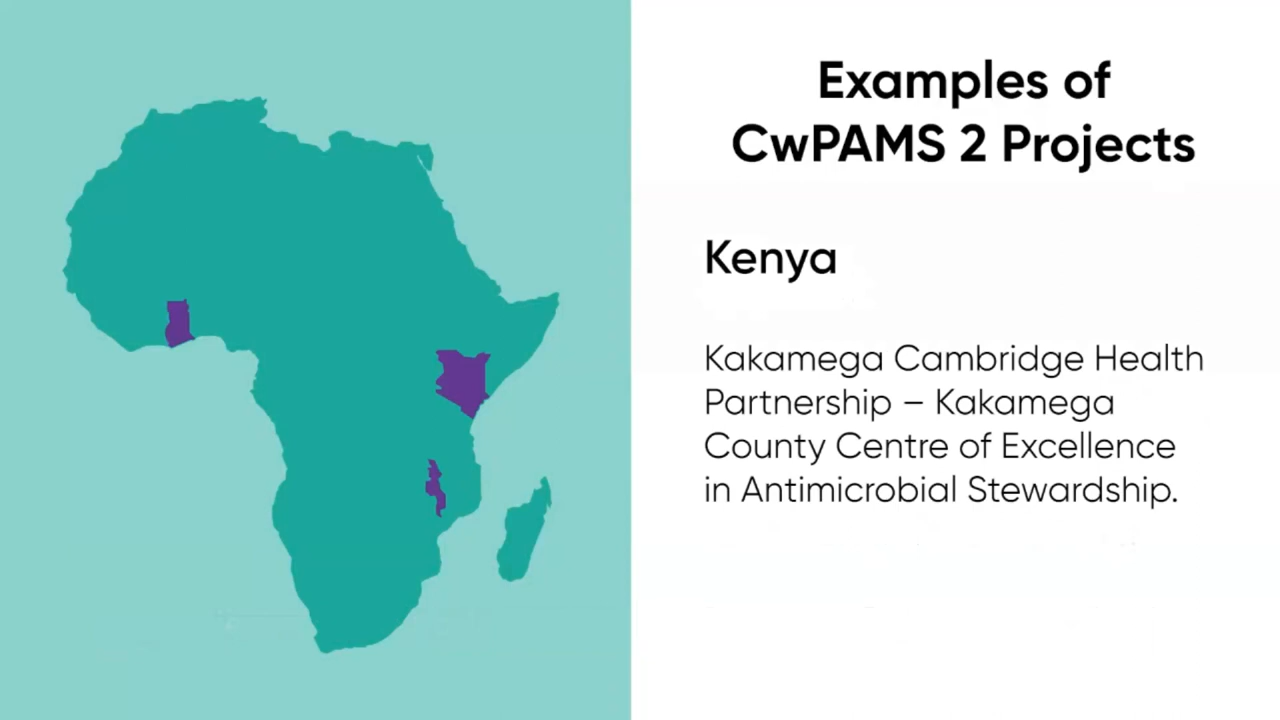 Examples of
CwPAMS 2 Projects
Kenya
Kakamega Cambridge Health
Partnership – Kakamega
County Centre of Excellence
in Antimicrobial Stewardship.